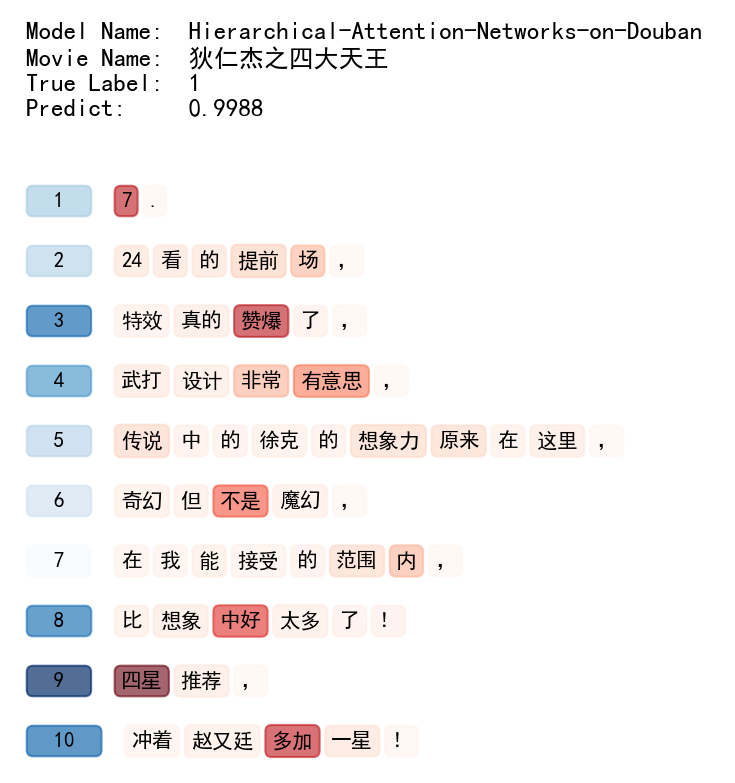 Model Name: Hierarchical-Attention-Networks-on-Douban
Movie Name: 狄仁杰之四大天王
True Label: 1
Predict: 0.9988
1 7 .
2 24 看 的 提前 场 ，
3 特效 真的 赞爆 了 ，
4 武打 设计 非常 有意思 ，
5 传说 中 的 徐克 的 想象力 原来 在 这里 ，
6 奇幻 但 不是 魔幻 ，
7 在 我 能 接受 的 范围 内 ，
8 比 想象 中好 太多 了 ！
9 四星 推荐 ，
10 冲着 赵又廷 多加 一星 ！